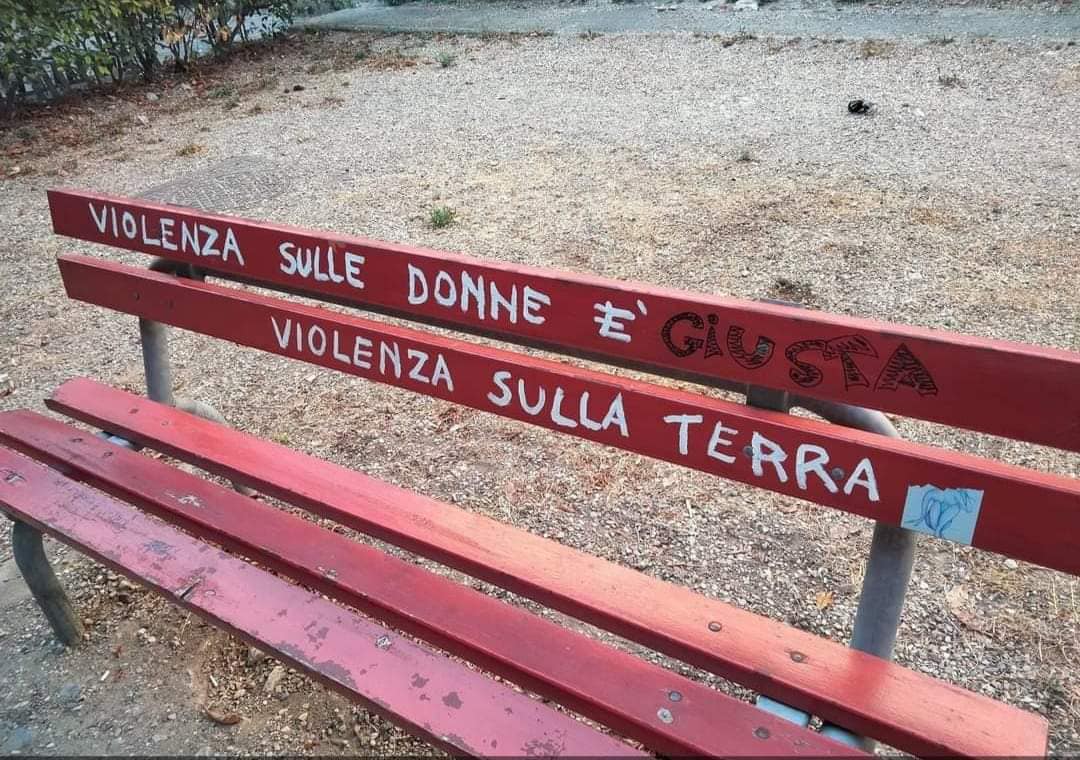 VIOLENZA SULLE DONNE E' GiUSTA
VIOLENZA SULLA TERRA